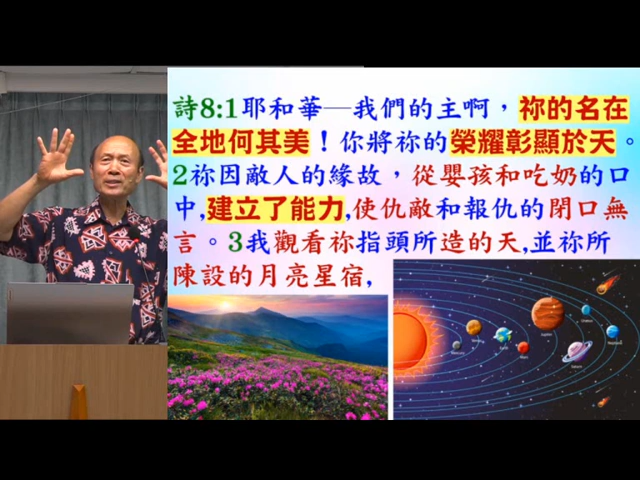 詩8:1耶和華─我們的主啊，祢的名在
全地何其美！你將祢的榮耀彰顯於天。
2祢因敵人的緣故，從嬰孩和吃奶的口
中,建立了能力,使仇敵和報仇的閉口無
言。3我觀看祢指頭所造的天,並祢所
陳設的月亮星宿,